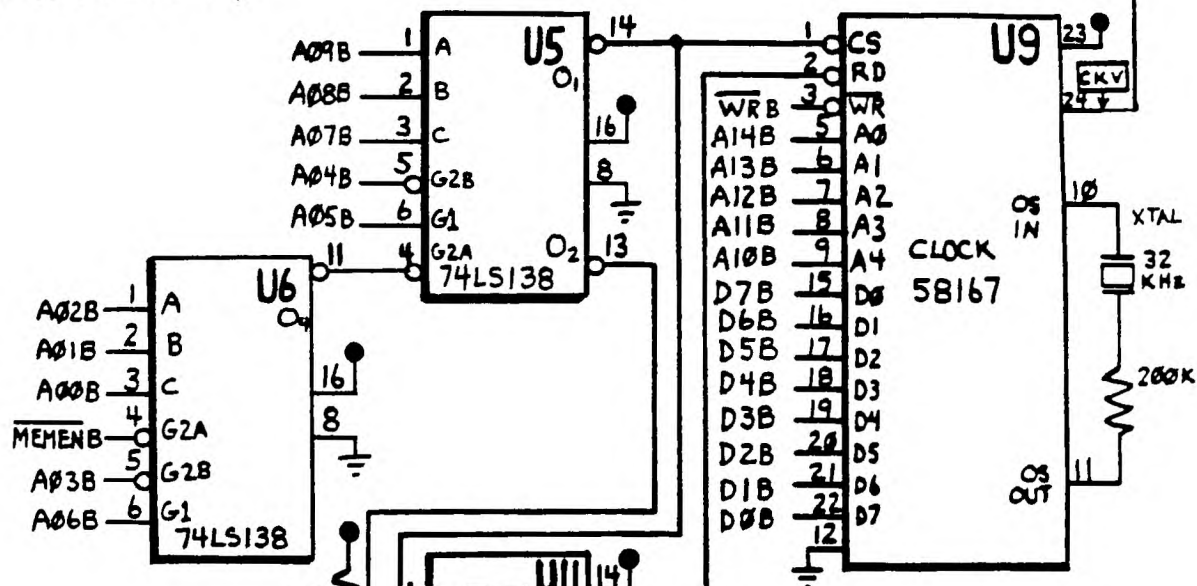 U5
14
A09B 1 A
O1
A08B 2 B
16
A07B 3 C
A04B 5 G2B
8
A05B 6 G1
4 G2A
O2 13
74LS138
U6
11
A02B 1 A
O4
A01B 2 B
16
A00B 3 C
MEMENB 4 G2A
8
A03B 5 G2B
A06B 6 G1
74LS138
U9
1 CS
23
2 RD
CKV
WRB 3 WR
24
A14B 5 A0
A13B 6 A1
A12B 7 A2
A11B 8 A3
A10B 9 A4
OS IN
10
XTAL
32
KHz
CLOCK
58167
D7B 15 D0
D6B 16 D1
D5B 17 D2
D4B 18 D3
D3B 19 D4
D2B 20 D5
D1B 21 D6
D0B 22 D7
200K
OS OUT
11
12
U11
14